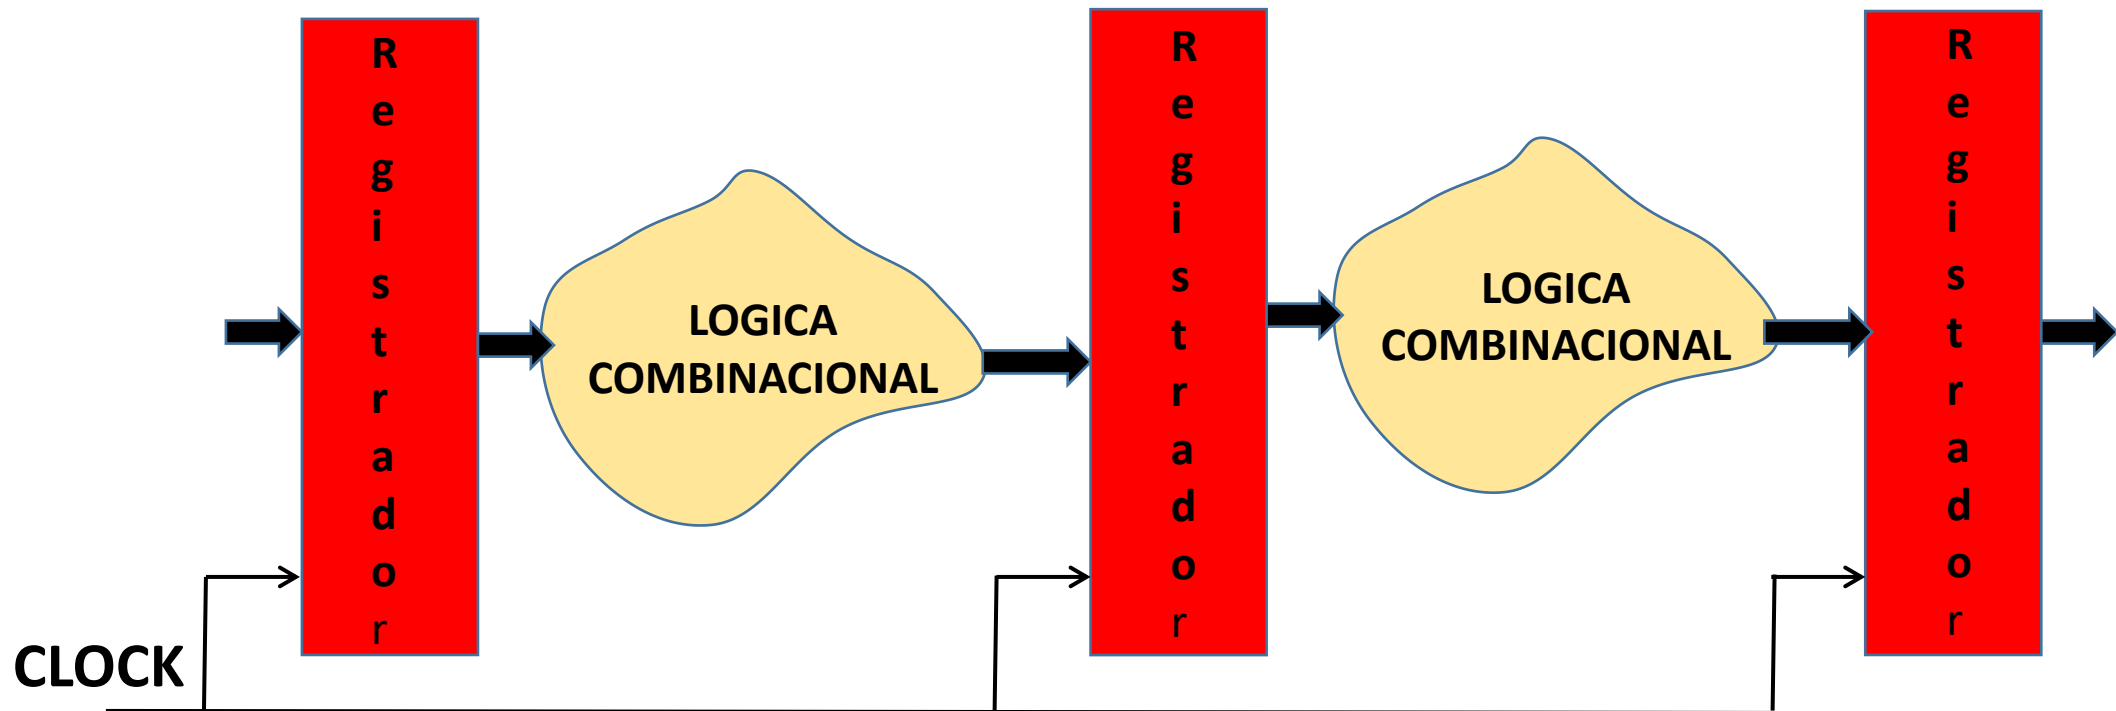 Registrador
LOGICA
COMBINACIONAL
Registrador
LOGICA
COMBINACIONAL
Registrador
CLOCK